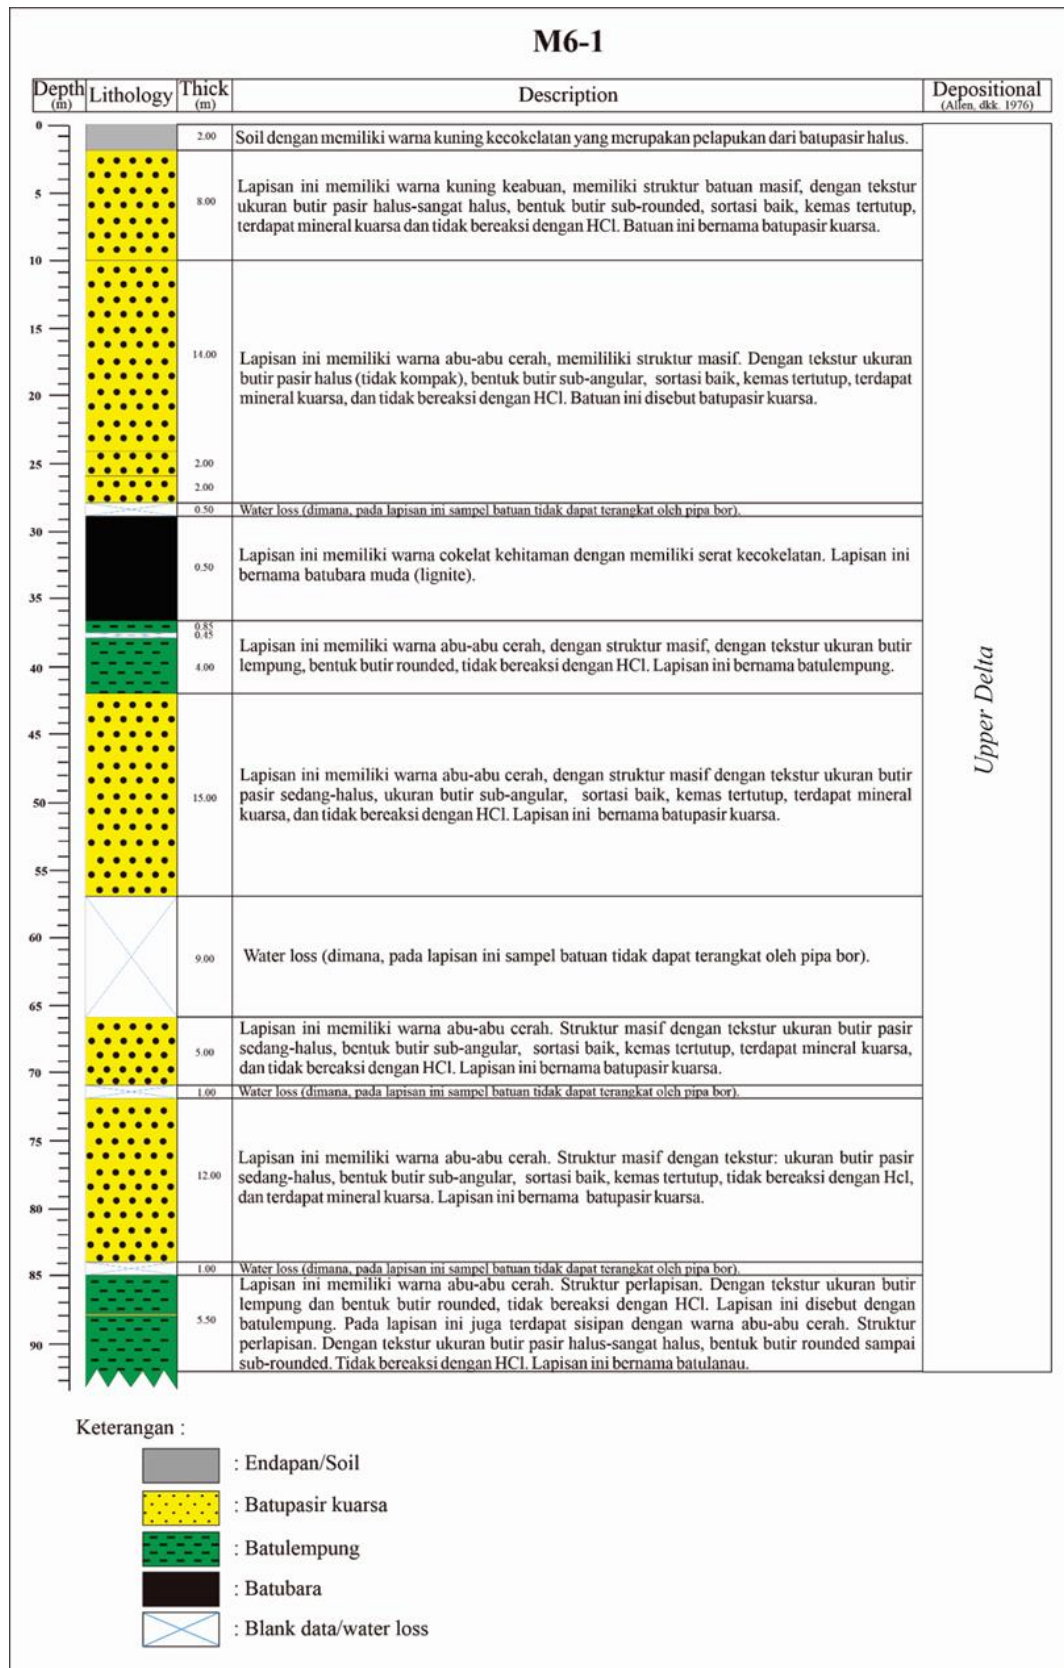 M6-1
Depth (m)
Lithology
Thick (m)
Description
Depositional
(Allen, dkk. 1976)
0
2.00
Soil dengan memiliki warna kuning kecokelatan yang merupakan pelapukan dari batupasir halus.
5
8.00
Lapisan ini memiliki warna kuning keabuan, memiliki struktur batuan masif, dengan tekstur
ukuran butir pasir halus-sangat halus, bentuk butir sub-rounded, sortasi baik, kemas tertutup,
terdapat mineral kuarsa dan tidak bereaksi dengan HCl. Batuan ini bernama batupasir kuarsa.
10
15
14.00
Lapisan ini memiliki warna abu-abu cerah, memililiki struktur masif. Dengan tekstur ukuran
butir pasir halus (tidak kompak), bentuk butir sub-angular, sortasi baik, kemas tertutup, terdapat
mineral kuarsa, dan tidak bereaksi dengan HCl. Batuan ini disebut batupasir kuarsa.
20
25
2.00
2.00
0.50
Water loss (dimana, pada lapisan ini sampel batuan tidak dapat terangkat oleh pipa bor).
30
0.50
Lapisan ini memiliki warna cokelat kehitaman dengan memiliki serat kecokelatan. Lapisan ini
bernama batubara muda (lignite).
35
0.85
0.45
4.00
Lapisan ini memiliki warna abu-abu cerah, dengan struktur masif, dengan tekstur ukuran butir
lempung, bentuk butir rounded, tidak bereaksi dengan HCl. Lapisan ini bernama batulempung.
40
45
15.00
Lapisan ini memiliki warna abu-abu cerah, dengan struktur masif dengan tekstur ukuran butir
pasir sedang-halus, ukuran butir sub-angular, sortasi baik, kemas tertutup, terdapat mineral
kuarsa, dan tidak bereaksi dengan HCl. Lapisan ini bernama batupasir kuarsa.
50
55
Upper Delta
60
9.00
Water loss (dimana, pada lapisan ini sampel batuan tidak dapat terangkat oleh pipa bor).
65
5.00
Lapisan ini memiliki warna abu-abu cerah. Struktur masif dengan tekstur ukuran butir pasir
sedang-halus, bentuk butir sub-angular, sortasi baik, kemas tertutup, terdapat mineral kuarsa,
dan tidak bereaksi dengan HCl. Lapisan ini bernama batupasir kuarsa.
70
1.00
Water loss (dimana, pada lapisan ini sampel batuan tidak dapat terangkat oleh pipa bor).
75
12.00
Lapisan ini memiliki warna abu-abu cerah. Struktur masif dengan tekstur: ukuran butir pasir
sedang-halus, bentuk butir sub-angular, sortasi baik, kemas tertutup, tidak bereaksi dengan Hcl,
dan terdapat mineral kuarsa. Lapisan ini bernama batupasir kuarsa.
80
1.00
Water loss (dimana, pada lapisan ini sampel batuan tidak dapat terangkat oleh pipa bor).
85
5.50
Lapisan ini memiliki warna abu-abu cerah. Struktur perlapisan. Dengan tekstur ukuran butir
lempung dan bentuk butir rounded, tidak bereaksi dengan HCl. Lapisan ini disebut dengan
batulempung. Pada lapisan ini juga terdapat sisipan dengan warna abu-abu cerah. Struktur
perlapisan. Dengan tekstur ukuran butir pasir halus-sangat halus, bentuk butir rounded sampai
sub-rounded. Tidak bereaksi dengan HCl. Lapisan ini bernama batulanau.
90
Keterangan :
: Endapan/Soil
: Batupasir kuarsa
: Batulempung
: Batubara
: Blank data/water loss